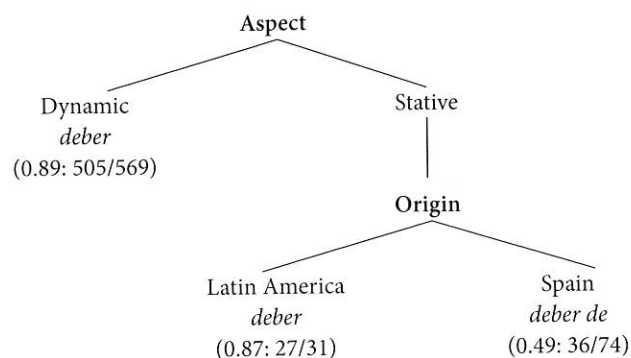 Aspect
Dynamic
deber
(0.89: 505/569)
Stative
Origin
Latin America
deber
(0.87: 27/31)
Spain
deber de
(0.49: 36/74)